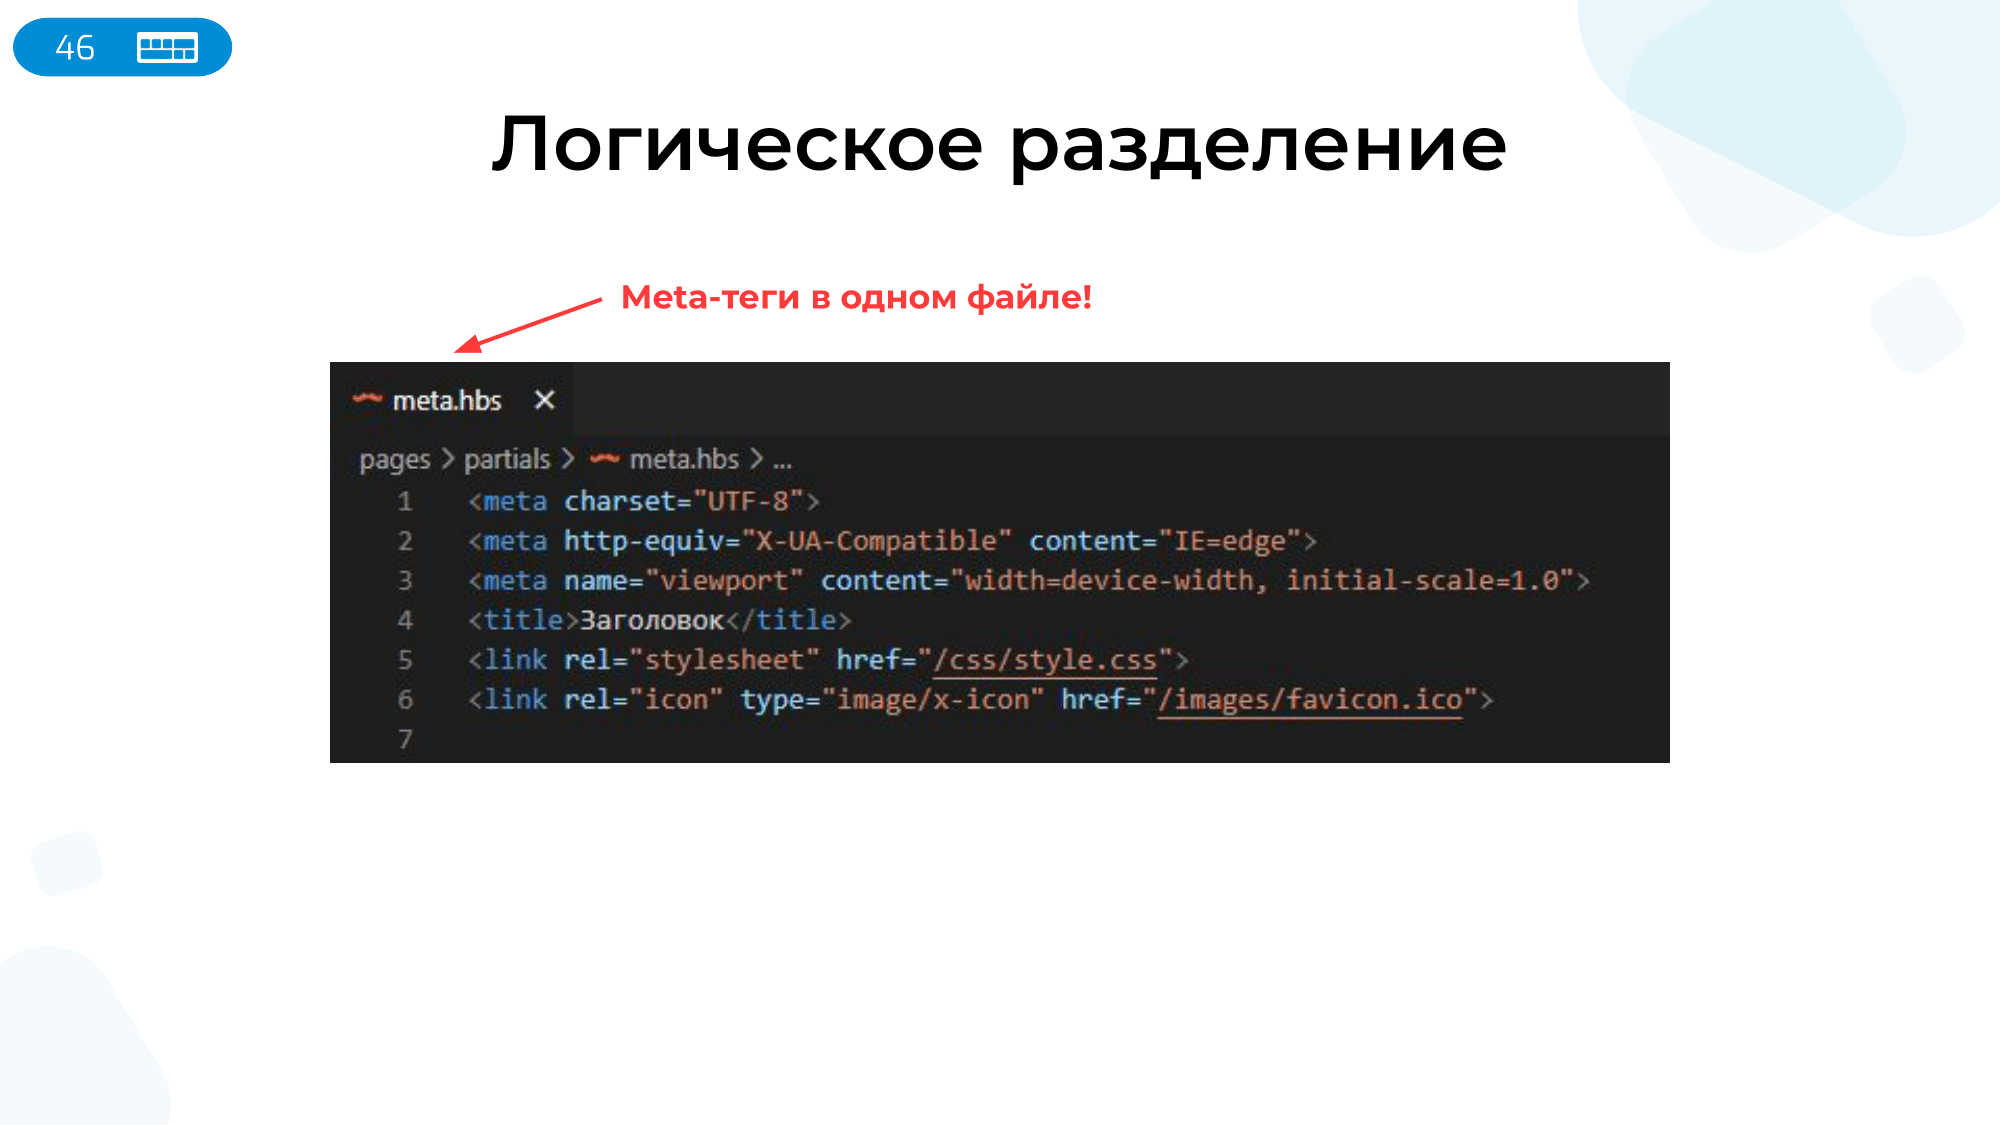 46
Логическое разделение
Meta-теги в одном файле!
meta.hbs ×
pages > partials > meta.hbs > ...
1 <meta charset="UTF-8">
2 <meta http-equiv="X-UA-Compatible" content="IE=edge">
3 <meta name="viewport" content="width=device-width, initial-scale=1.0">
4 <title>Заголовок</title>
5 <link rel="stylesheet" href="/css/style.css">
6 <link rel="icon" type="image/x-icon" href="/images/favicon.ico">
7